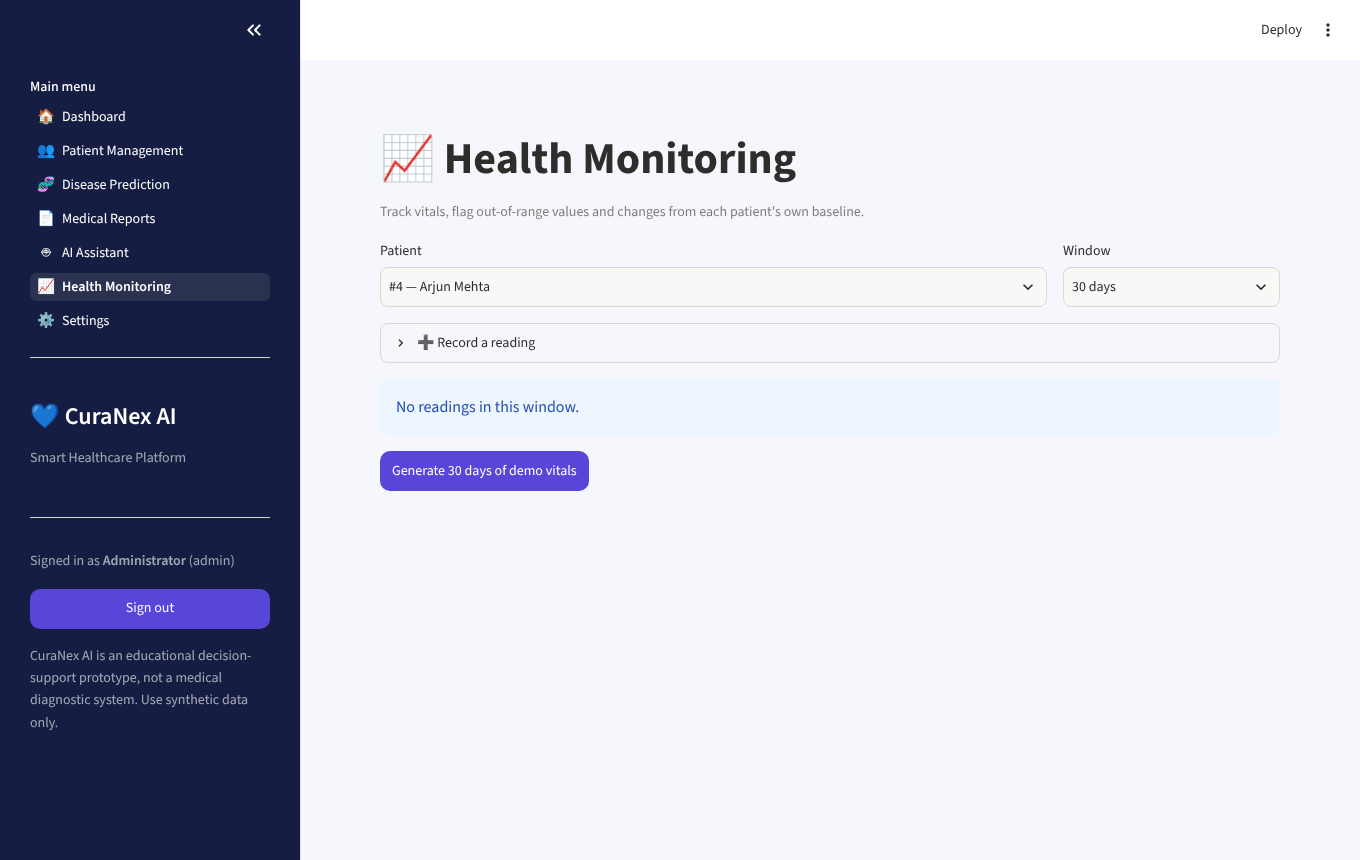 Main menu
🏠 Dashboard
👥 Patient Management
🧬 Disease Prediction
📄 Medical Reports
AI Assistant
📈 Health Monitoring
⚙️ Settings
💙 CuraNex AI
Smart Healthcare Platform
Signed in as Administrator (admin)
Sign out
CuraNex AI is an educational decision-
support prototype, not a medical
diagnostic system. Use synthetic data
only.
Deploy
📈 Health Monitoring
Track vitals, flag out-of-range values and changes from each patient's own baseline.
Patient
Window
#4 — Arjun Mehta
30 days
➕ Record a reading
No readings in this window.
Generate 30 days of demo vitals